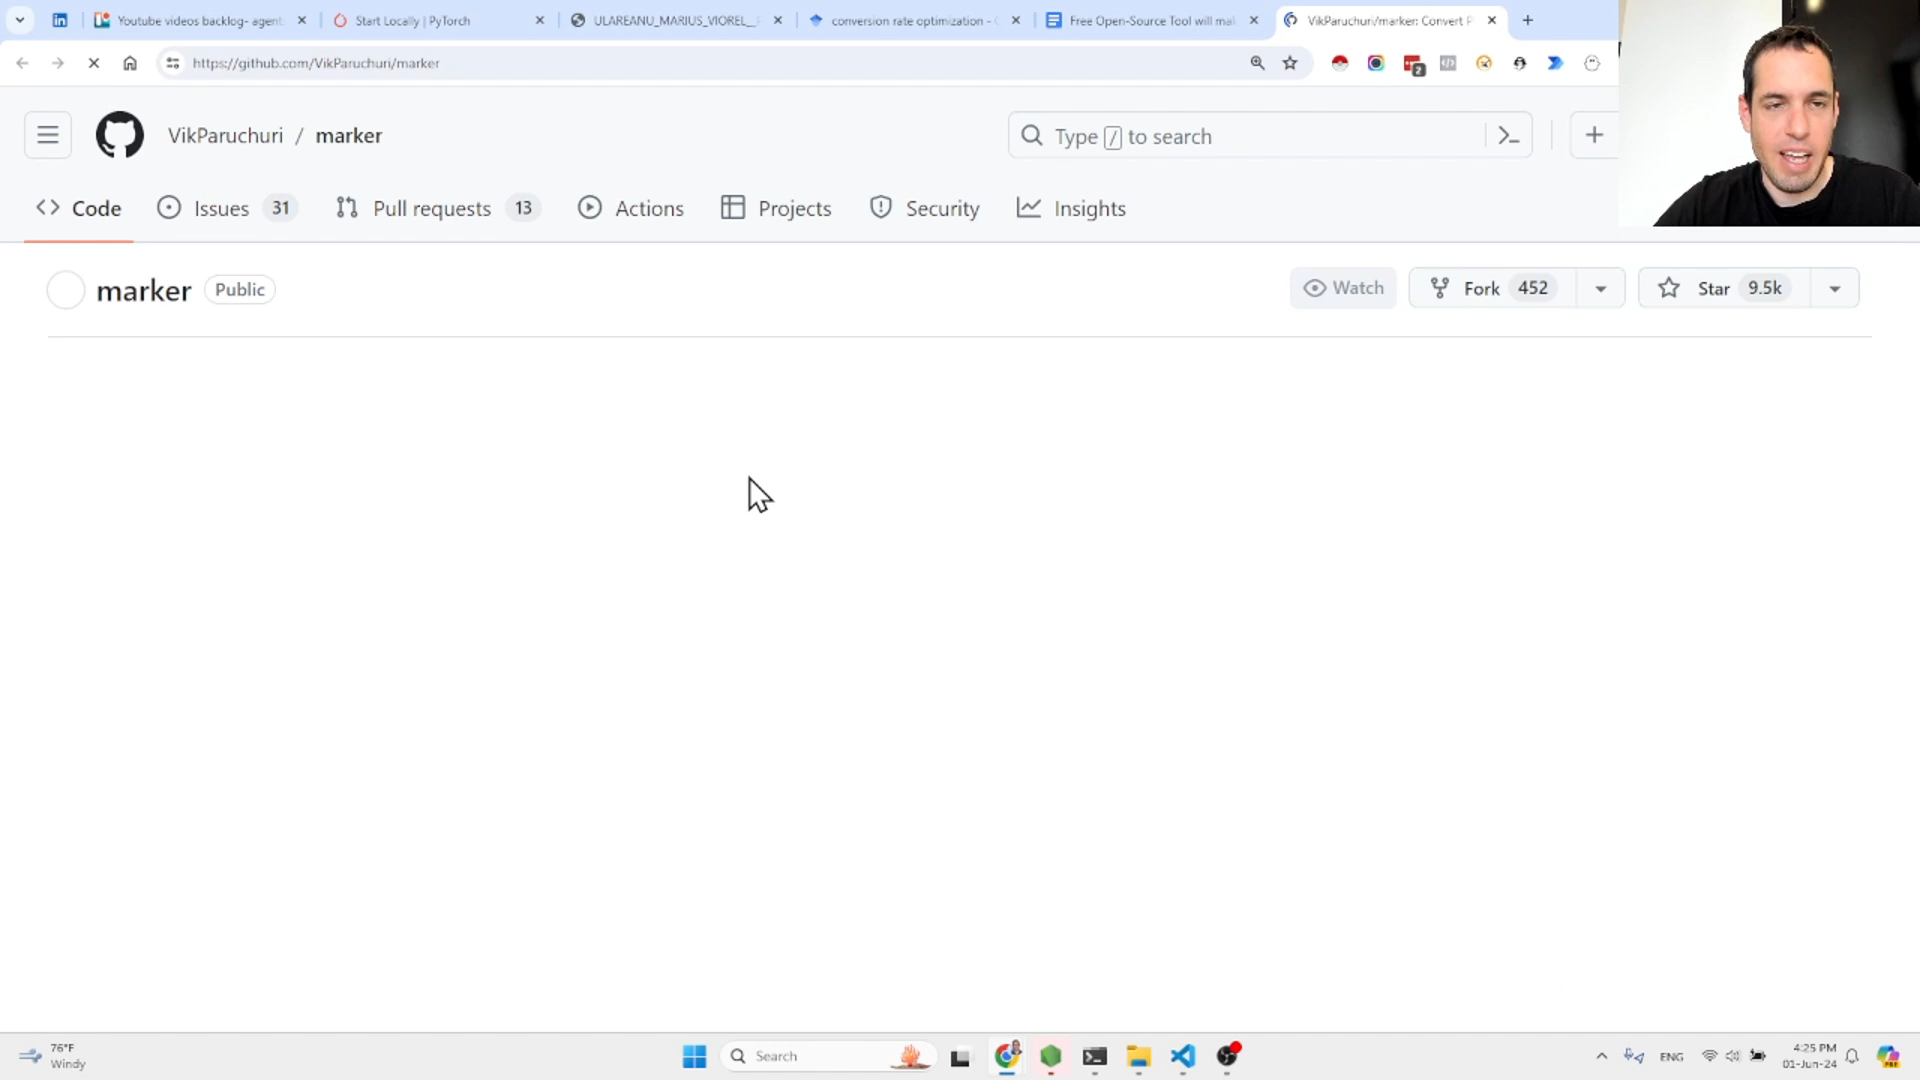 Youtube videos backlog- agent
Start Locally | PyTorch
ULAREANU_MARIUS_VIOREL_
conversion rate optimization -
Free Open-Source Tool will mal
VikParuchuri/marker: Convert P
https://github.com/VikParuchuri/marker
2
VikParuchuri / marker
Type / to search
Code
Issues 31
Pull requests 13
Actions
Projects
Security
Insights
marker Public
Watch
Fork 452
Star 9.5k
76°F
Windy
Search
ENG
4:25 PM
01-Jun-24